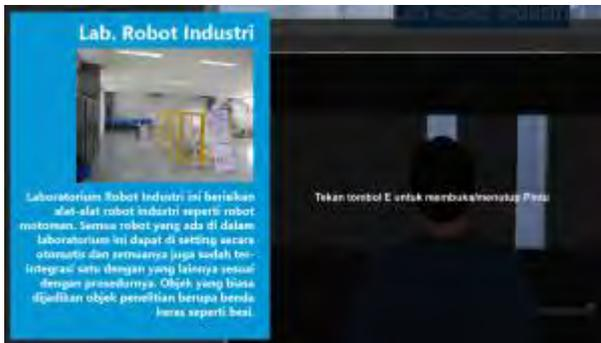 Lab. Robot Industri
Laboratorium Robot Industri ini berisikan
alat-alat robot industri seperti robot
motoman. Semua robot yang ada di dalam
laboratorium ini dapat di setting secara
otomatis dan semuanya juga sudah ter-
integrasi satu dengan yang lainnya sesuai
dengan prosedurnya. Objek yang biasa
dijadikan objek penelitian berupa benda
keras seperti besi.
Tekan tombol E untuk membuka/menutup Pintu